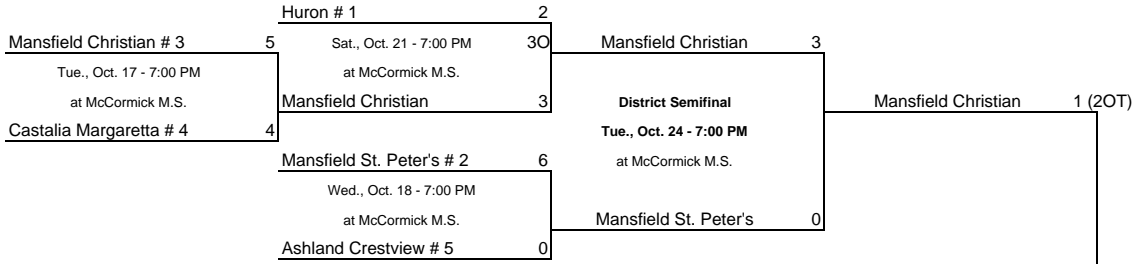 Huron # 1 2
Mansfield Christian # 3 5 Sat., Oct. 21 - 7:00 PM 3O Mansfield Christian 3
Tue., Oct. 17 - 7:00 PM at McCormick M.S.
at McCormick M.S. Mansfield Christian 3 District Semifinal Mansfield Christian 1 (2OT)
Castalia Margaretta # 4 4 Tue., Oct. 24 - 7:00 PM
Mansfield St. Peter's # 2 6 at McCormick M.S.
Wed., Oct. 18 - 7:00 PM
at McCormick M.S. Mansfield St. Peter's 0
Ashland Crestview # 5 0